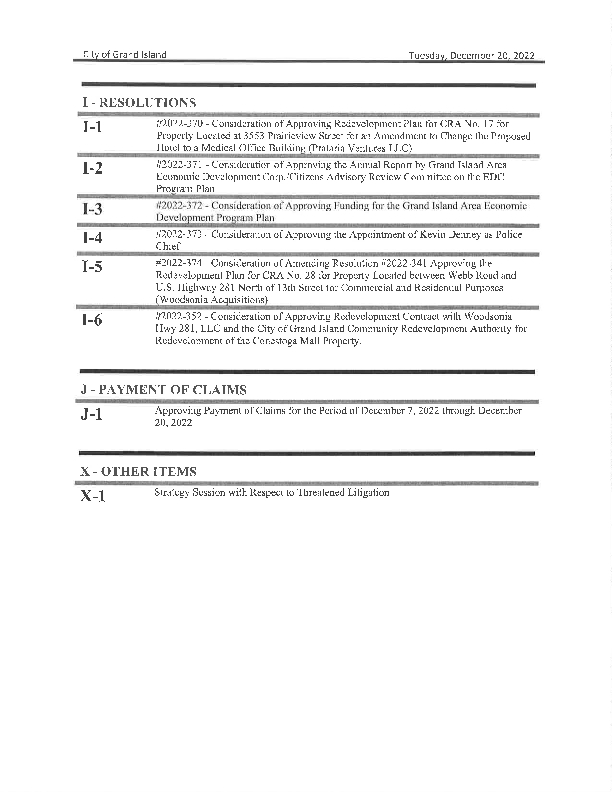 City of Grand Island Tuesday, December 20, 2022
I - RESOLUTIONS
I-1 #2022-370 - Consideration of Approving Redevelopment Plan for CRA No. 17 for
Property Located at 3553 Prairieview Street for an Amendment to Change the Proposed
Hotel to a Medical Office Building (Prataria Ventures LLC)
I-2 #2022-371 - Consideration of Approving the Annual Report by Grand Island Area
Economic Development Corp./Citizens Advisory Review Committee on the EDC
Program Plan
I-3 #2022-372 - Consideration of Approving Funding for the Grand Island Area Economic
Development Program Plan
I-4 #2022-373 - Consideration of Approving the Appointment of Kevin Denney as Police
Chief
I-5 #2022-374 - Consideration of Amending Resolution #2022-341 Approving the
Redevelopment Plan for CRA No. 28 for Property Located between Webb Road and
U.S. Highway 281 North of 13th Street for Commercial and Residential Purposes
(Woodsonia Acquisitions)
I-6 #2022-352 - Consideration of Approving Redevelopment Contract with Woodsonia
Hwy 281, LLC and the City of Grand Island Community Redevelopment Authority for
Redevelopment of the Conestoga Mall Property.
J - PAYMENT OF CLAIMS
J-1 Approving Payment of Claims for the Period of December 7, 2022 through December
20, 2022
X - OTHER ITEMS
X-1 Strategy Session with Respect to Threatened Litigation